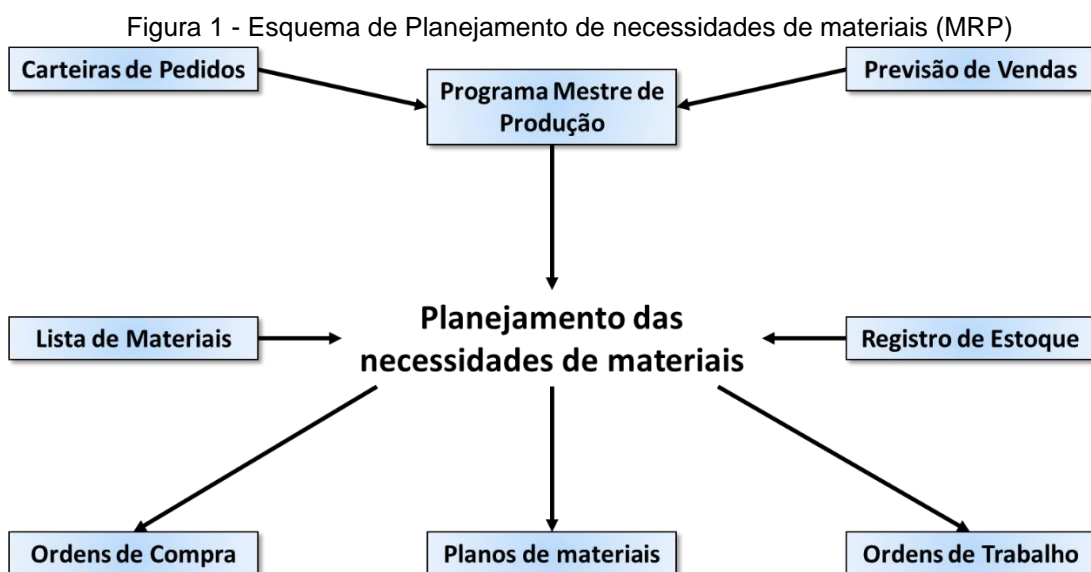 Figura 1 - Esquema de Planejamento de necessidades de materiais (MRP)
Carteiras de Pedidos
Programa Mestre de
Produção
Previsão de Vendas
Lista de Materiais
Planejamento das
necessidades de materiais
Registro de Estoque
Ordens de Compra
Planos de materiais
Ordens de Trabalho